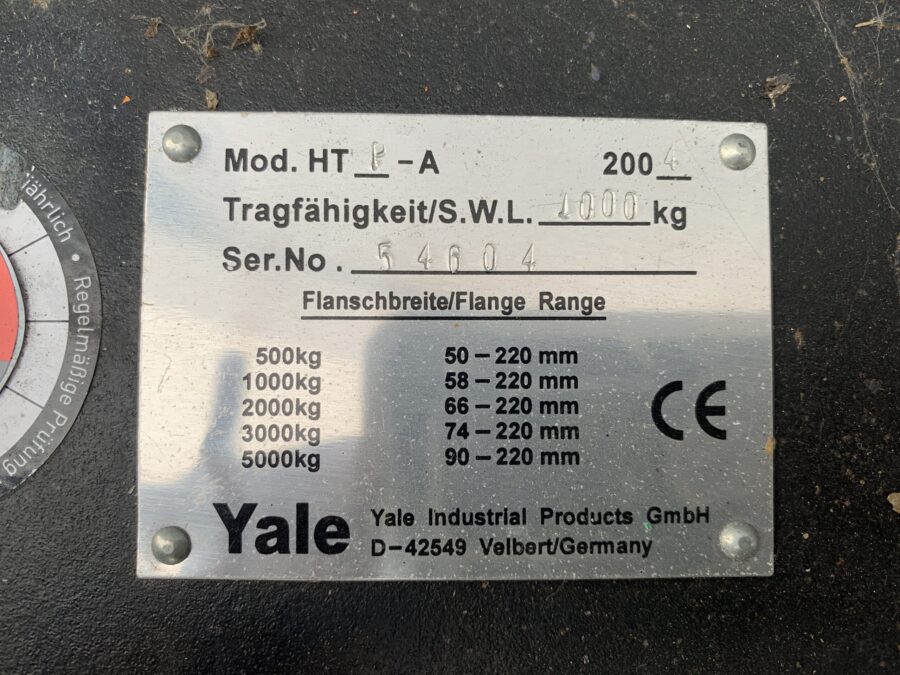 Mod. HT P - A 2004
Tragfähigkeit/S.W.L. 1000 kg
Ser.No . 54604
Flanschbreite/Flange Range
500kg 50 – 220 mm
1000kg 58 – 220 mm
2000kg 66 – 220 mm
3000kg 74 – 220 mm
5000kg 90 – 220 mm
CE
Yale Yale Industrial Products GmbH
D–42549 Velbert/Germany
jährlich • Regelmäßige Prüfung